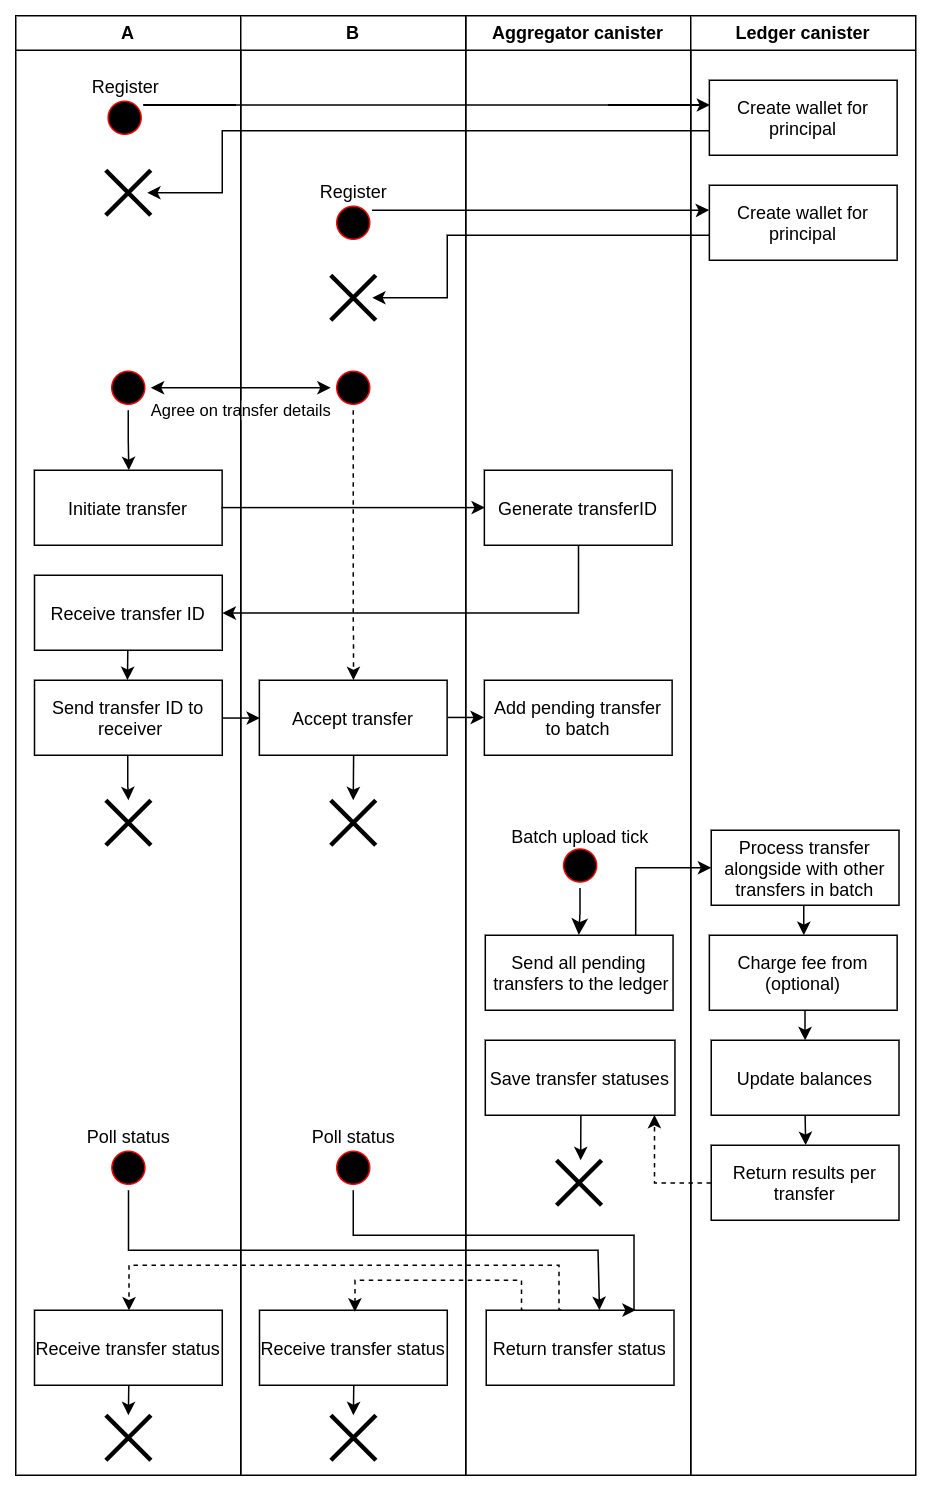 A
B
Aggregator canister
Ledger canister
Register
Create wallet for
principal
Register
Create wallet for
principal
Agree on transfer details
Initiate transfer
Generate transferID
Receive transfer ID
Send transfer ID to
receiver
Accept transfer
Add pending transfer
to batch
Batch upload tick
Process transfer
alongside with other
transfers in batch
Send all pending
transfers to the ledger
Charge fee from
(optional)
Save transfer statuses
Update balances
Poll status
Poll status
Return results per
transfer
Receive transfer status
Receive transfer status
Return transfer status